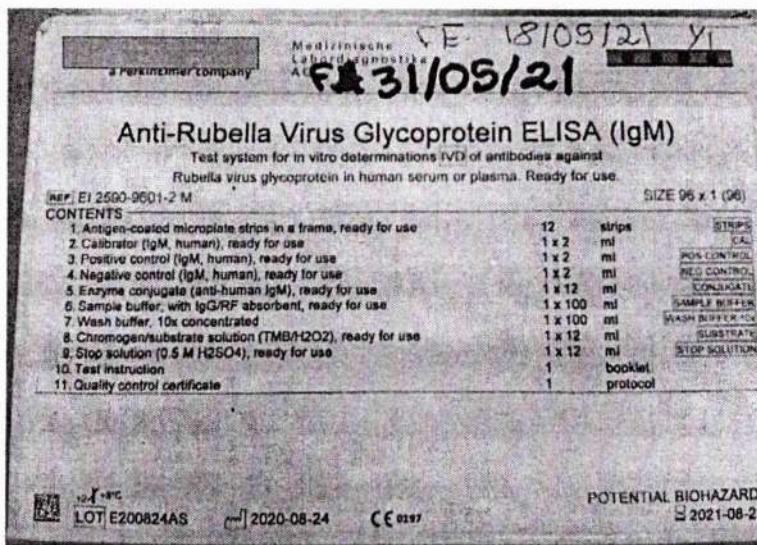 Medizinische CE 18/05/21 YI
Labordiagnostika
a PerkinElmer company AG FA 31/05/21
Anti-Rubella Virus Glycoprotein ELISA (IgM)
Test system for in vitro determinations IVD of antibodies against
Rubella virus glycoprotein in human serum or plasma. Ready for use.
REF EI 2590-9601-2 M SIZE 96 x 1 (96)
CONTENTS
1. Antigen-coated microplate strips in a frame, ready for use 12 strips STRIPS
2. Calibrator (IgM, human), ready for use 1 x 2 ml CAL
3. Positive control (IgM, human), ready for use 1 x 2 ml POS CONTROL
4. Negative control (IgM, human), ready for use 1 x 2 ml NEG CONTROL
5. Enzyme conjugate (anti-human IgM), ready for use 1 x 12 ml CONJUGATE
6. Sample buffer, with IgG/RF absorbent, ready for use 1 x 100 ml SAMPLE BUFFER
7. Wash buffer, 10x concentrated 1 x 100 ml WASH BUFFER 10x
8. Chromogen/substrate solution (TMB/H2O2), ready for use 1 x 12 ml SUBSTRATE
9. Stop solution (0.5 M H2SO4), ready for use 1 x 12 ml STOP SOLUTION
10. Test instruction 1 booklet
11. Quality control certificate 1 protocol
+8°C POTENTIAL BIOHAZARD
LOT E200824AS 2020-08-24 CE 0197 2021-08-2